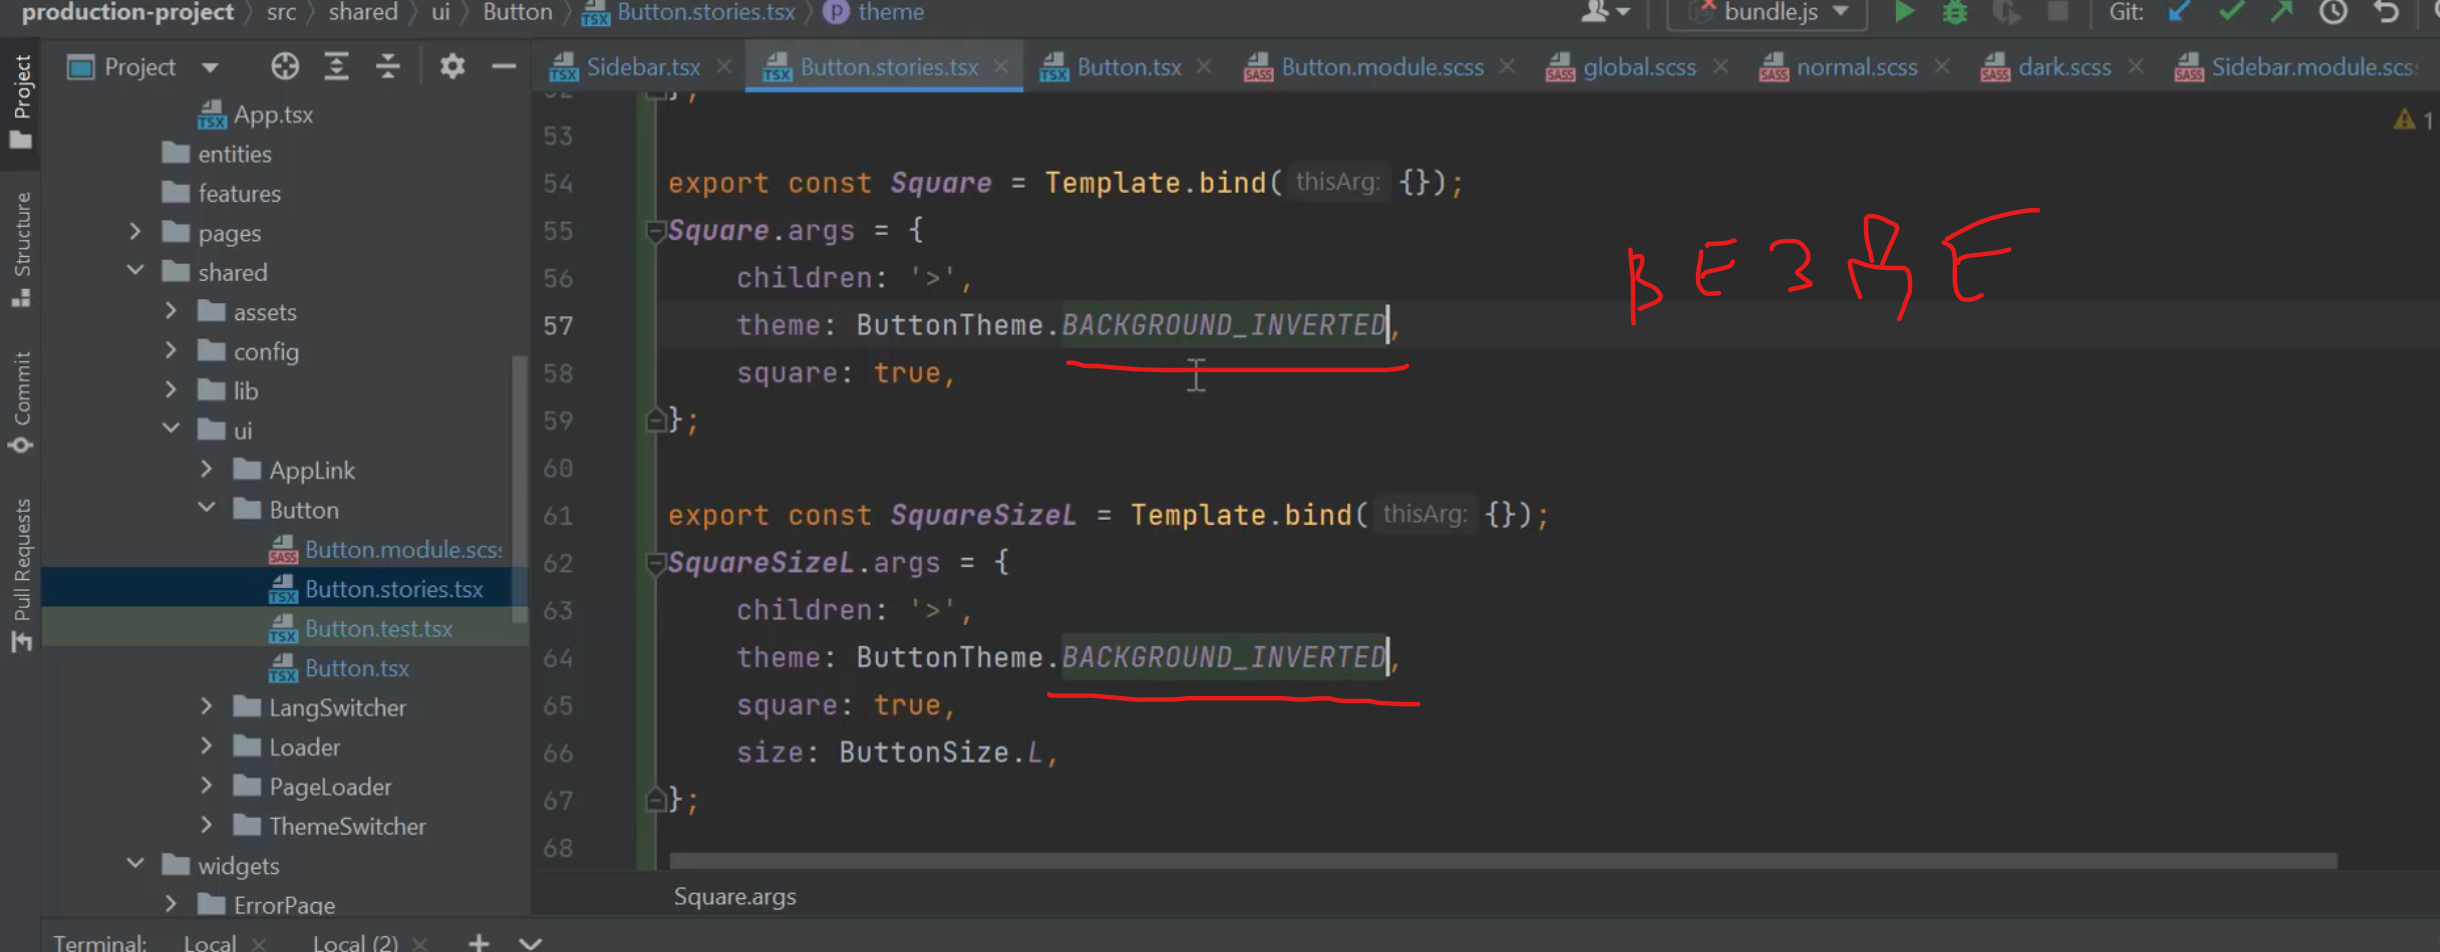 production-project > src > shared > ui > Button > Button.stories.tsx > theme
bundle.js
Git:
Project
Sidebar.tsx
Button.stories.tsx
Button.tsx
Button.module.scss
global.scss
normal.scss
dark.scss
Sidebar.module.scs
Project
Structure
Commit
Pull Requests
App.tsx
entities
features
pages
shared
assets
config
lib
ui
AppLink
Button
Button.module.scs
Button.stories.tsx
Button.test.tsx
Button.tsx
LangSwitcher
Loader
PageLoader
ThemeSwitcher
widgets
ErrorPage
1
52 };
53
54 export const Square = Template.bind( thisArg: {});
55 Square.args = {
56 children: '>',
57 theme: ButtonTheme.BACKGROUND_INVERTED,
58 square: true,
59 };
60
61 export const SquareSizeL = Template.bind( thisArg: {});
62 SquareSizeL.args = {
63 children: '>',
64 theme: ButtonTheme.BACKGROUND_INVERTED,
65 square: true,
66 size: ButtonSize.L,
67 };
68
ВЕЗДЕ
Square.args
Terminal: Local × Local (2) × +